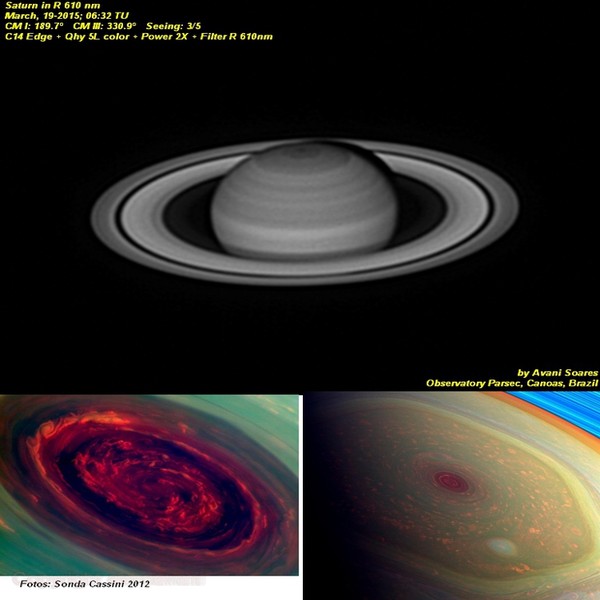 Saturn in R 610 nm
March, 19-2015; 06:32 TU
CM I: 189.7° CM III: 330.9° Seeing: 3/5
C14 Edge + Qhy 5L color + Power 2X + Filter R 610nm
by Avani Soares
Observatory Parsec, Canoas, Brazil
Fotos: Sonda Cassini 2012